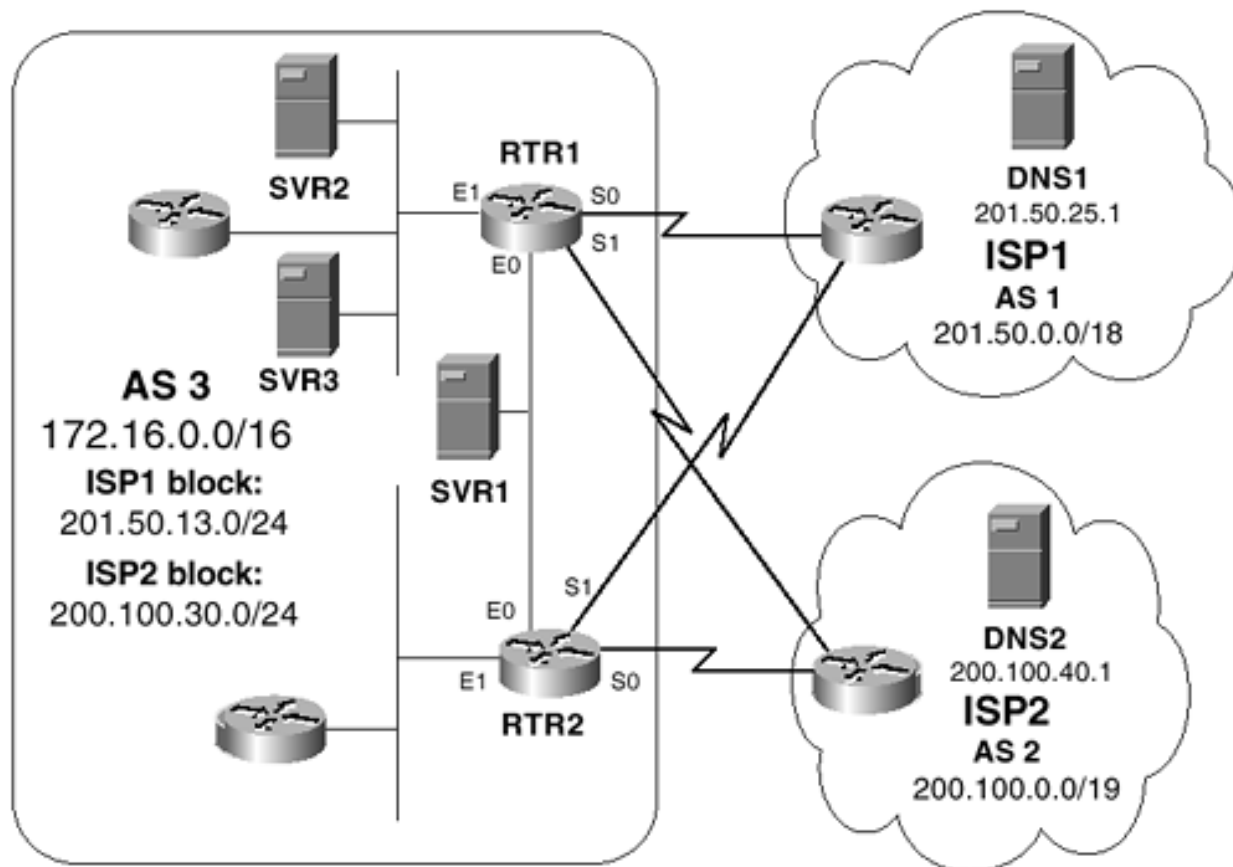 SVR2
SVR3
AS 3
172.16.0.0/16
ISP1 block:
201.50.13.0/24
ISP2 block:
200.100.30.0/24
RTR1
E1
S0
S1
E0
SVR1
E0
S1
E1
S0
RTR2
DNS1
201.50.25.1
ISP1
AS 1
201.50.0.0/18
DNS2
200.100.40.1
ISP2
AS 2
200.100.0.0/19